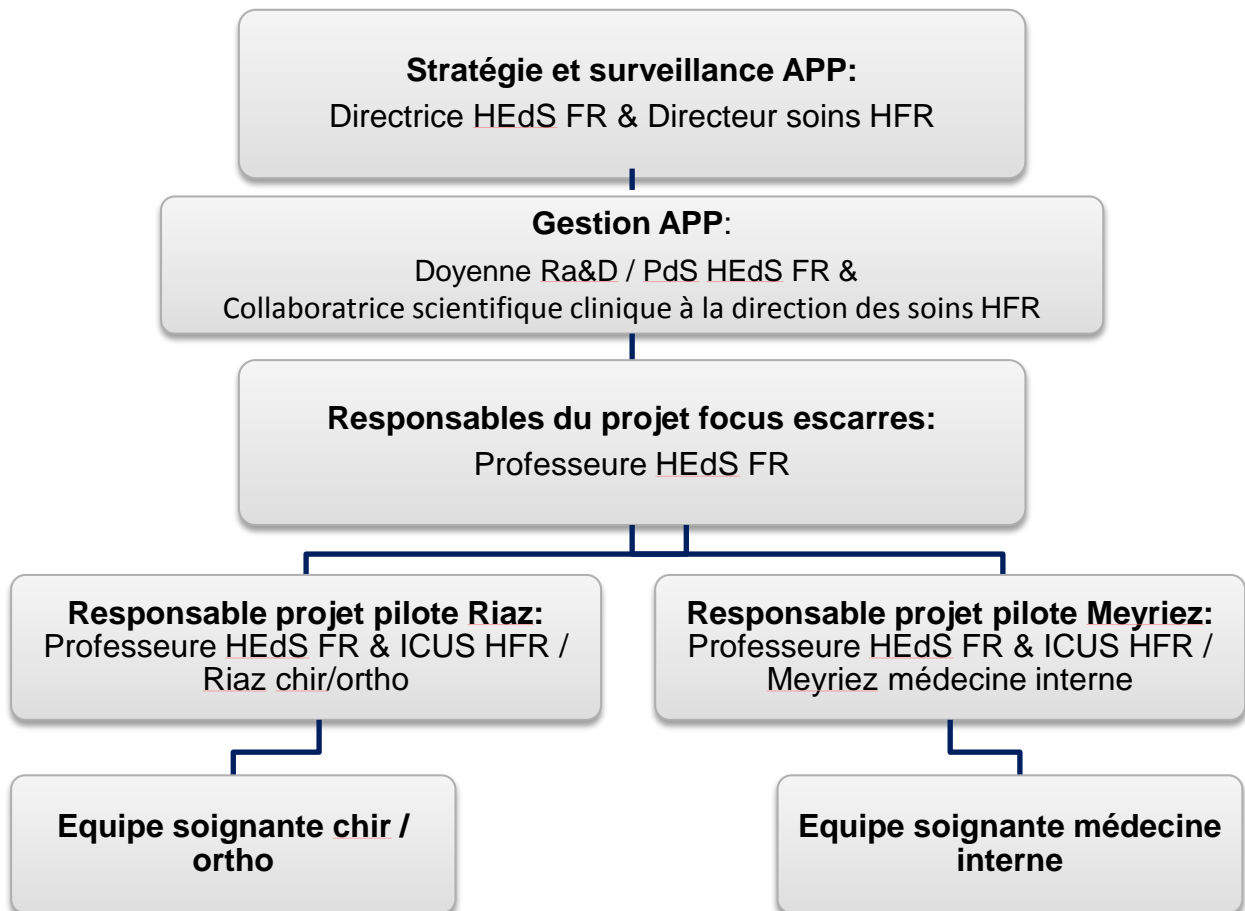 Stratégie et surveillance APP:
Directrice HEdS FR & Directeur soins HFR
Gestion APP:
Doyenne Ra&D / PdS HEdS FR &
Collaboratrice scientifique clinique à la direction des soins HFR
Responsables du projet focus escarres:
Professeure HEdS FR
Responsable projet pilote Riaz:
Professeure HEdS FR & ICUS HFR /
Riaz chir/ortho
Responsable projet pilote Meyriez:
Professeure HEdS FR & ICUS HFR /
Meyriez médecine interne
Equipe soignante chir /
ortho
Equipe soignante médecine
interne